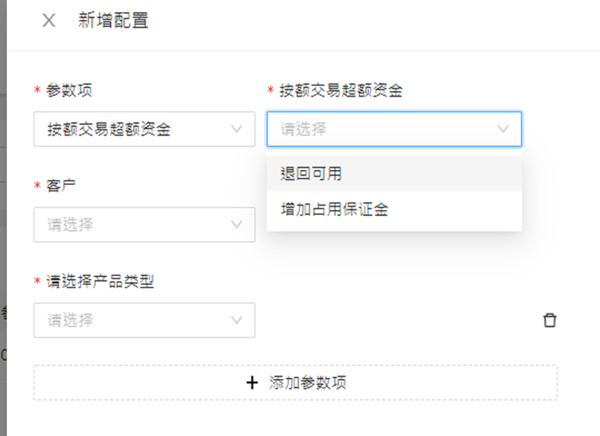 新增配置
* 参数项
* 按额交易超额资金
按额交易超额资金
请选择
退回可用
增加占用保证金
* 客户
请选择
* 请选择产品类型
请选择
+ 添加参数项